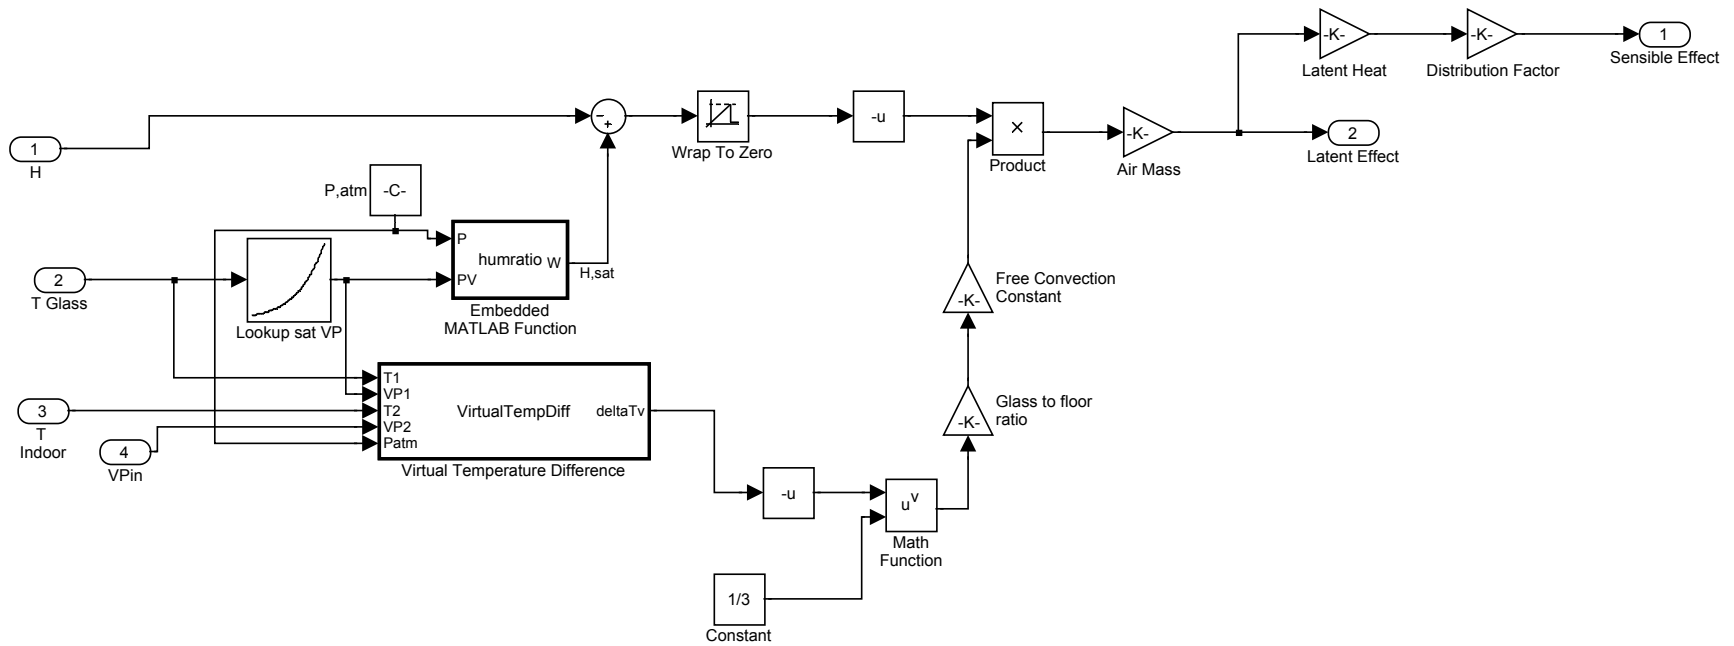 -K-
Latent Heat
-K-
Distribution Factor
1
Sensible Effect
1
H
-
+
Wrap To Zero
-u
×
Product
-K-
Air Mass
2
Latent Effect
P,atm
-C-
P
PV
humratio
W
H,sat
Embedded
MATLAB Function
2
T Glass
Lookup sat VP
-K-
Free Convection
Constant
3
T
Indoor
4
VPin
T1
VP1
T2
VP2
Patm
VirtualTempDiff
deltaTv
Virtual Temperature Difference
-K-
Glass to floor
ratio
-u
u^v
Math
Function
1/3
Constant